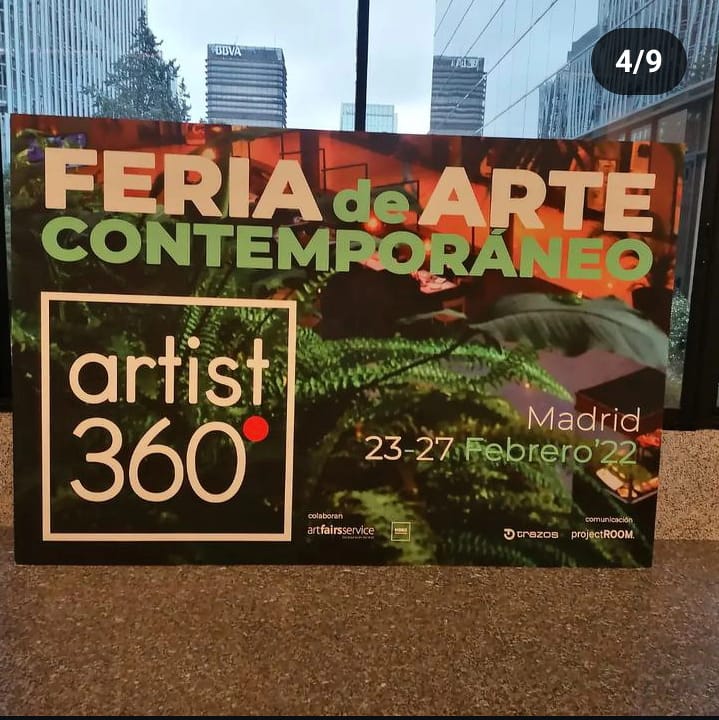 4/9
BBVA
FERIA de ARTE
CONTEMPORÁNEO
artist
360
Madrid
23-27 Febrero'22
colaboran
artfairsservice
comunicación
trazos projectROOM.